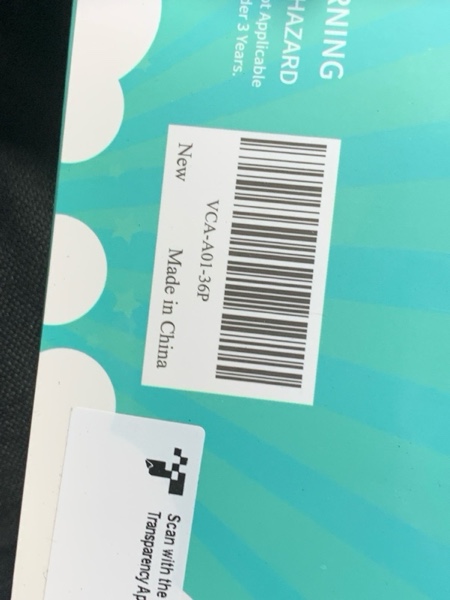 RNING
HAZARD
ot Applicable
der 3 Years.
VCA-A01-36P
New Made in China
Scan with the
Transparency Ap